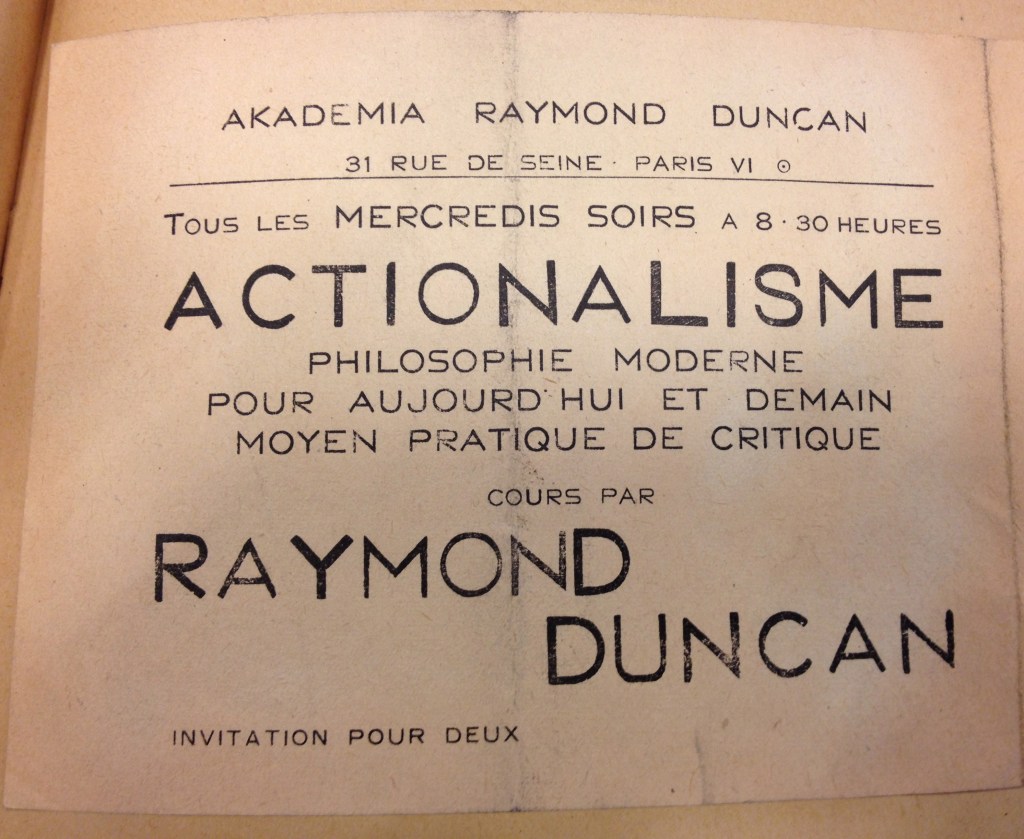 AKADEMIA RAYMOND DUNCAN
31 RUE DE SEINE · PARIS VI ⊙
TOUS LES MERCREDIS SOIRS A 8·30 HEURES
ACTIONALISME
PHILOSOPHIE MODERNE
POUR AUJOURD'HUI ET DEMAIN
MOYEN PRATIQUE DE CRITIQUE
COURS PAR
RAYMOND
DUNCAN
INVITATION POUR DEUX